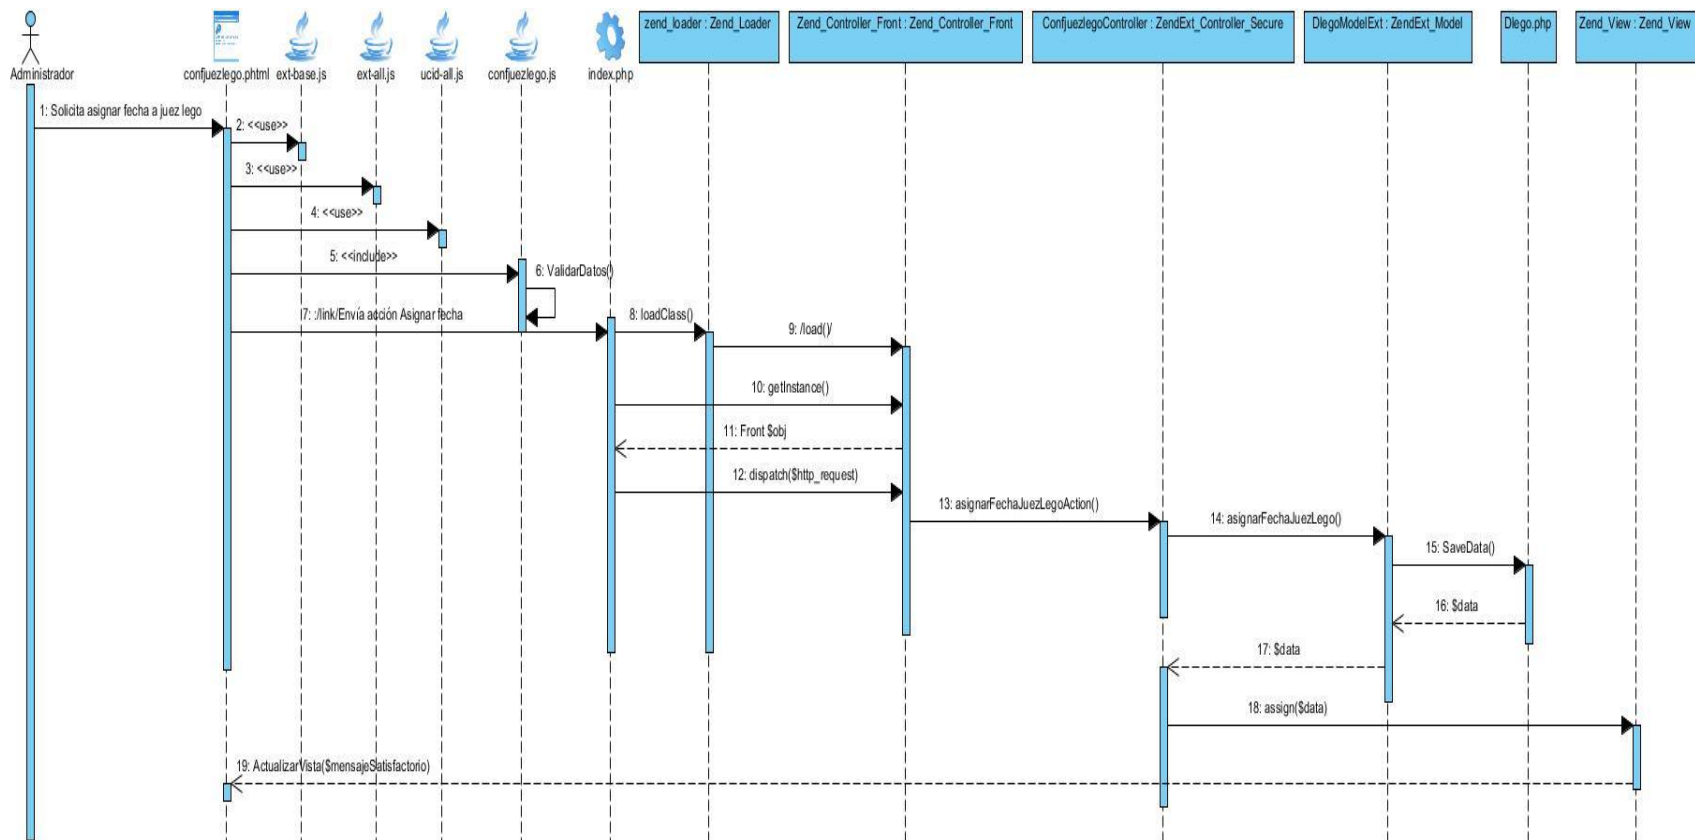 zend_loader : Zend_Loader
Zend_Controller_Front : Zend_Controller_Front
ConfjuezlegoController : ZendExt_Controller_Secure
DlegoModelExt : ZendExt_Model
Dlego.php
Zend_View : Zend_View
Administrador
confjuezlego.phtml
ext-base.js
ext-all.js
ucid-all.js
confjuezlego.js
index.php
1: Solicita asignar fecha a juez lego
2: <<use>>
3: <<use>>
4: <<use>>
5: <<include>>
6: ValidarDatos()
7: :/link/Envía acción Asignar fecha
8: loadClass()
9: /load()/
10: getInstance()
11: Front $obj
12: dispatch($http_request)
13: asignarFechaJuezLegoAction()
14: asignarFechaJuezLego()
15: SaveData()
16: $data
17: $data
18: assign($data)
19: ActualizarVista($mensajeSatisfactorio)